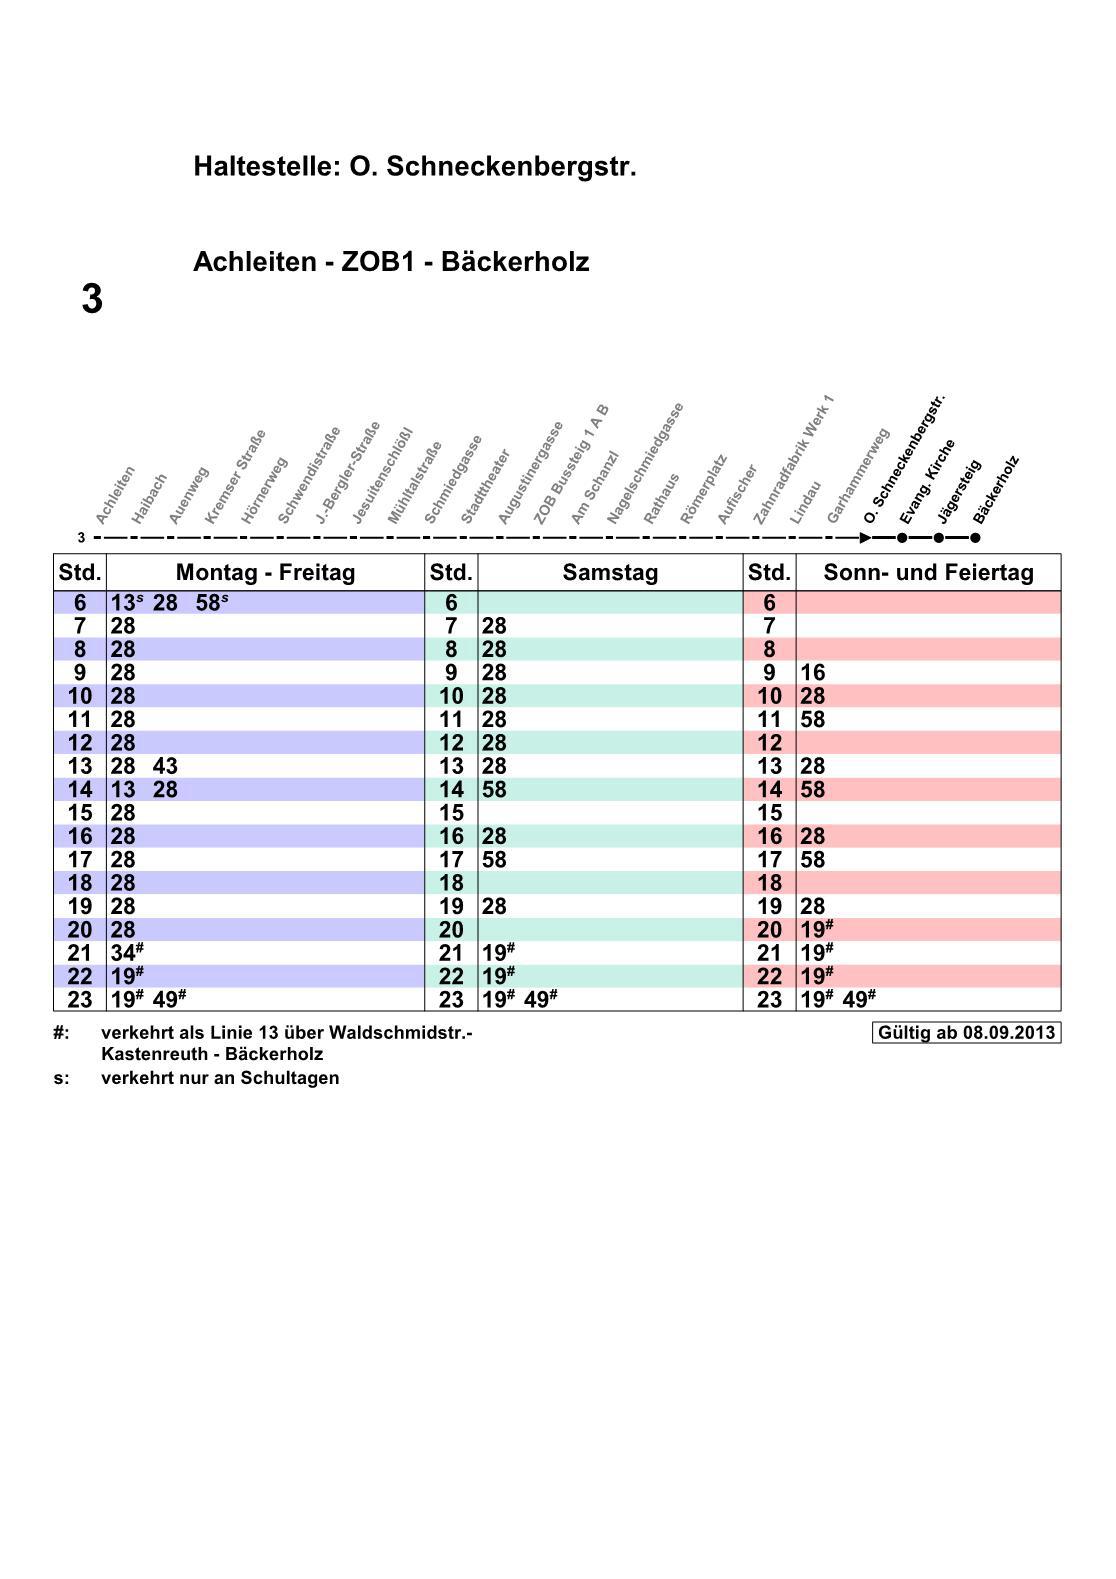 Haltestelle: O. Schneckenbergstr.
Achleiten - ZOB1 - Bäckerholz
3
Achleiten
Haibach
Auenweg
Kremser Straße
Hörnerweg
Schwendistraße
J.-Bergler-Straße
Jesuitenschlößl
Mühltalstraße
Schmiedgasse
Stadttheater
Augustinergasse
ZOB Bussteig 1 A B
Am Schanzl
Nagelschmiedgasse
Rathaus
Römerplatz
Aufischer
Zahnradfabrik Werk 1
Lindau
Garhammerweg
O. Schneckenbergstr.
Evang. Kirche
Jägersteig
Bäckerholz
3
Std. Montag - Freitag Std. Samstag Std. Sonn- und Feiertag
6 13s 28 58s 6 6
7 28 7 28 7
8 28 8 28 8
9 28 9 28 9 16
10 28 10 28 10 28
11 28 11 28 11 58
12 28 12 28 12
13 28 43 13 28 13 28
14 13 28 14 58 14 58
15 28 15 15
16 28 16 28 16 28
17 28 17 58 17 58
18 28 18 18
19 28 19 28 19 28
20 28 20 20 19#
21 34# 21 19# 21 19#
22 19# 22 19# 22 19#
23 19# 49# 23 19# 49# 23 19# 49#
#: verkehrt als Linie 13 über Waldschmidstr.- Gültig ab 08.09.2013
Kastenreuth - Bäckerholz
s: verkehrt nur an Schultagen